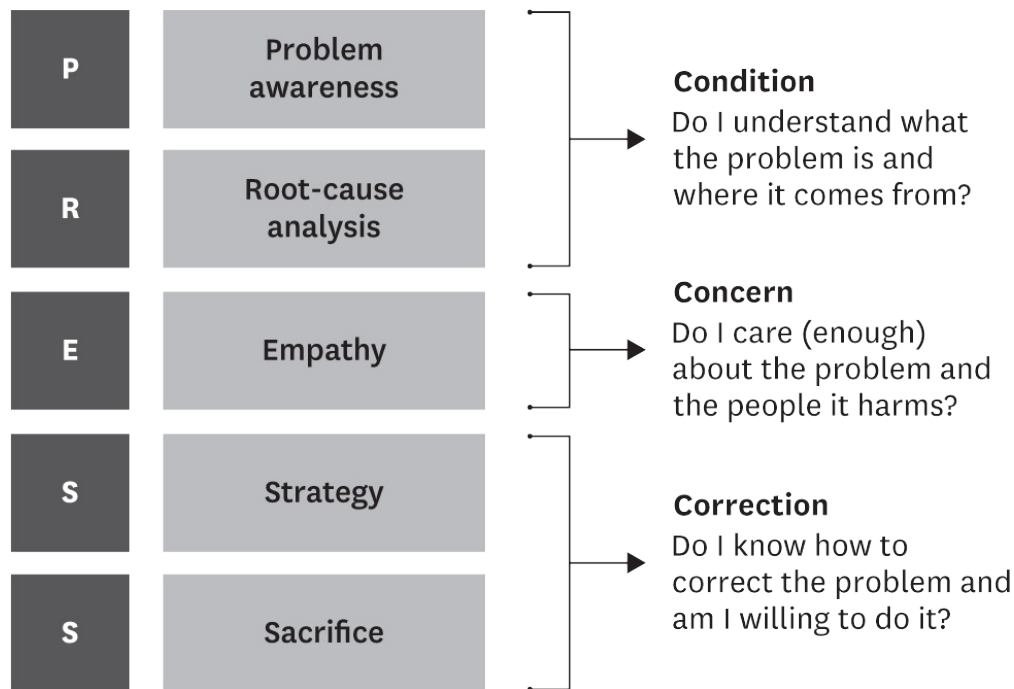 P
Problem
awareness
R
Root-cause
analysis
Condition
Do I understand what
the problem is and
where it comes from?
E
Empathy
Concern
Do I care (enough)
about the problem and
the people it harms?
S
Strategy
S
Sacrifice
Correction
Do I know how to
correct the problem and
am I willing to do it?